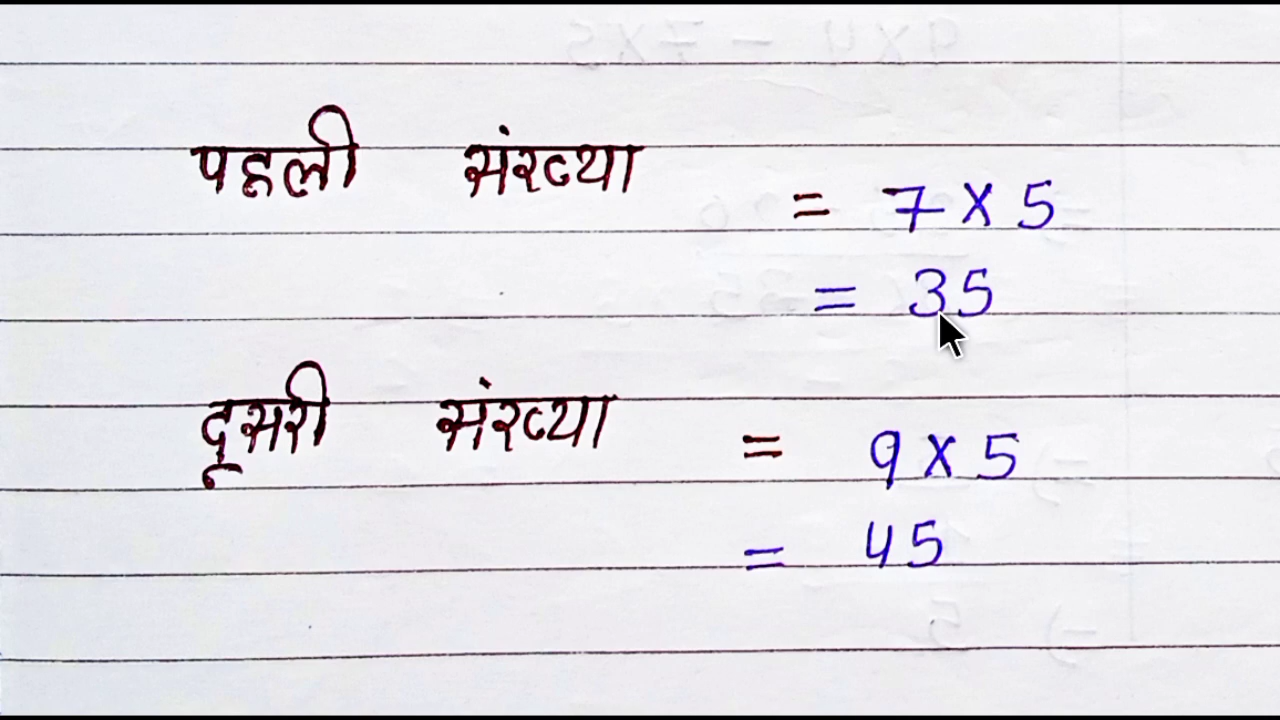 पहली संख्या = 7 × 5
= 35
दूसरी संख्या = 9 × 5
= 45